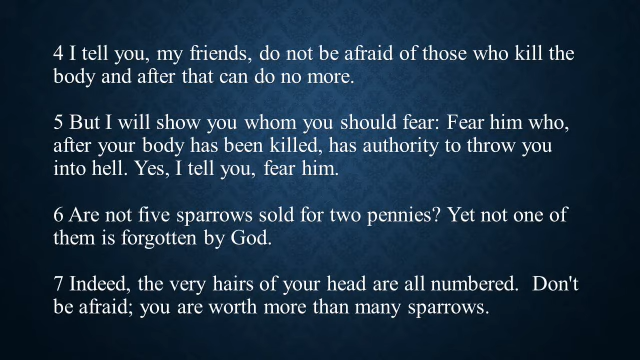 4 I tell you, my friends, do not be afraid of those who kill the
body and after that can do no more.
5 But I will show you whom you should fear: Fear him who,
after your body has been killed, has authority to throw you
into hell. Yes, I tell you, fear him.
6 Are not five sparrows sold for two pennies? Yet not one of
them is forgotten by God.
7 Indeed, the very hairs of your head are all numbered.  Don't
be afraid; you are worth more than many sparrows.